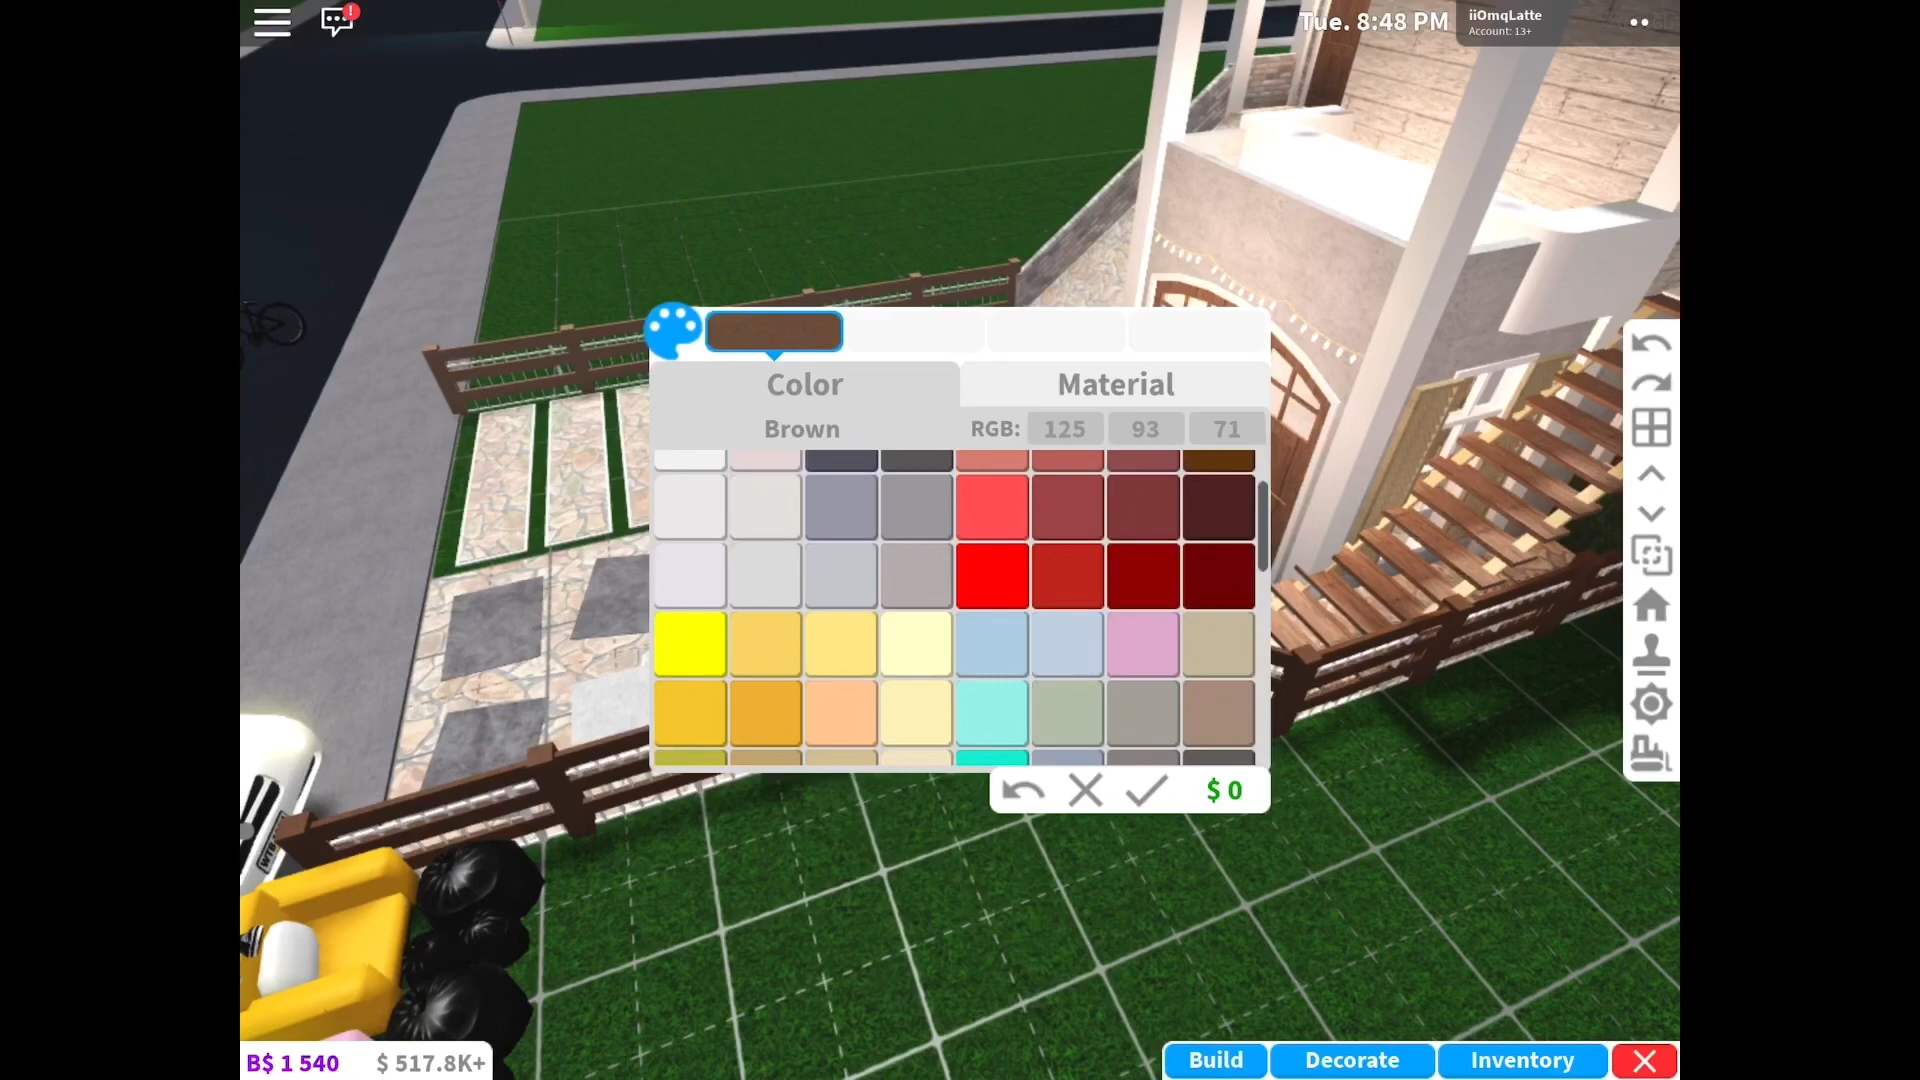 Tue. 8:48 PM
iiOmqLatte
Account: 13+
Color
Material
Brown
RGB: 125 93 71
$ 0
WTB
B$ 1 540
$ 517.8K+
Build
Decorate
Inventory